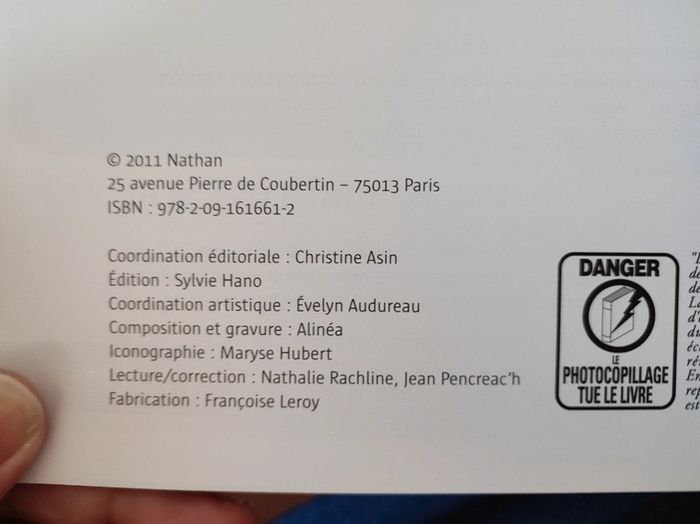 © 2011 Nathan
25 avenue Pierre de Coubertin – 75013 Paris
ISBN : 978-2-09-161661-2
Coordination éditoriale : Christine Asin
Édition : Sylvie Hano
Coordination artistique : Évelyn Audureau
Composition et gravure : Alinéa
Iconographie : Maryse Hubert
Lecture/correction : Nathalie Rachline, Jean Pencreac'h
Fabrication : Françoise Leroy
DANGER
LE
PHOTOCOPILLAGE
TUE LE LIVRE